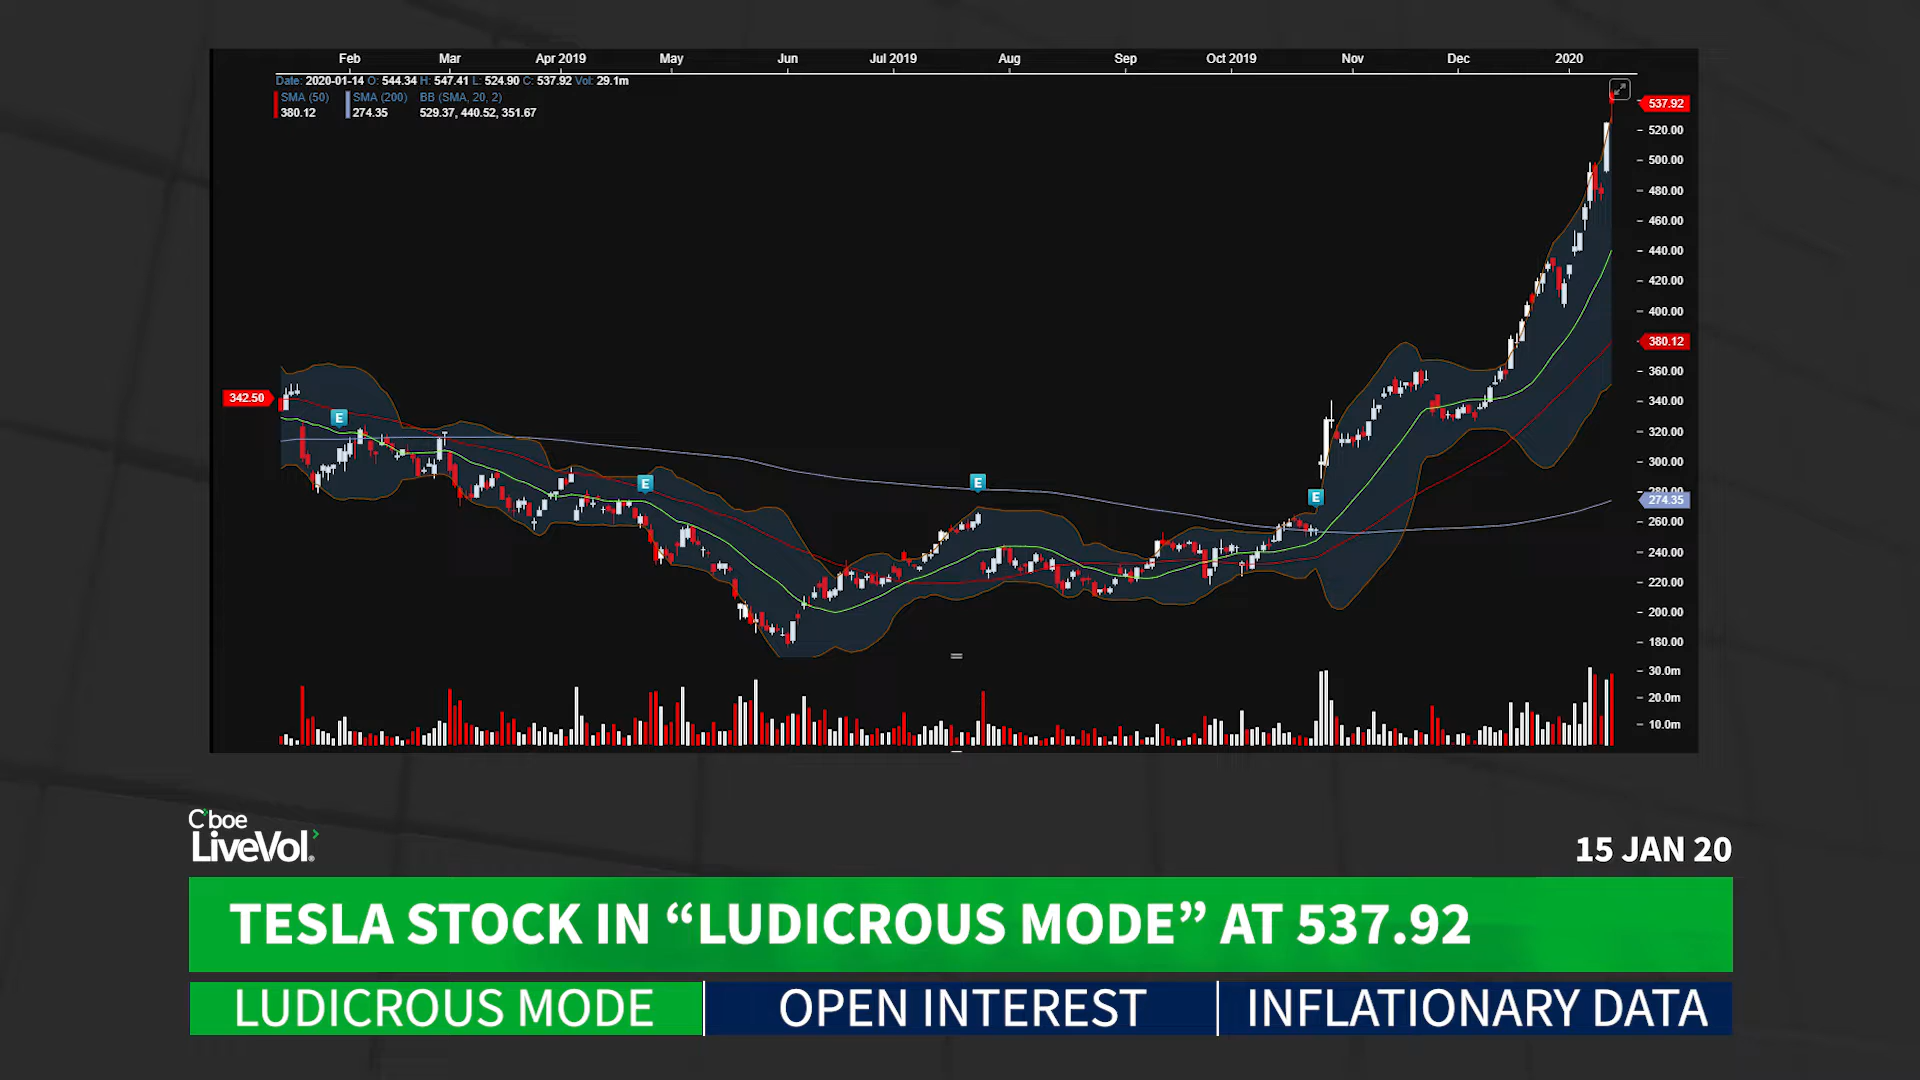 Feb Mar Apr 2019 May Jun Jul 2019 Aug Sep Oct 2019 Nov Dec 2020
Date: 2020-01-14 O: 544.34 H: 547.41 L: 524.90 C: 537.92 Vol: 29.1m
SMA (50) SMA (200) BB (SMA, 20, 2)
380.12 274.35 529.37, 440.52, 351.67
537.92
520.00
500.00
480.00
460.00
440.00
420.00
400.00
380.12
360.00
342.50
340.00
E
320.00
300.00
E E
280.00
E
274.35
260.00
240.00
220.00
200.00
180.00
30.0m
20.0m
10.0m
Cboe
LiveVol®
15 JAN 20
TESLA STOCK IN “LUDICROUS MODE” AT 537.92
LUDICROUS MODE OPEN INTEREST INFLATIONARY DATA